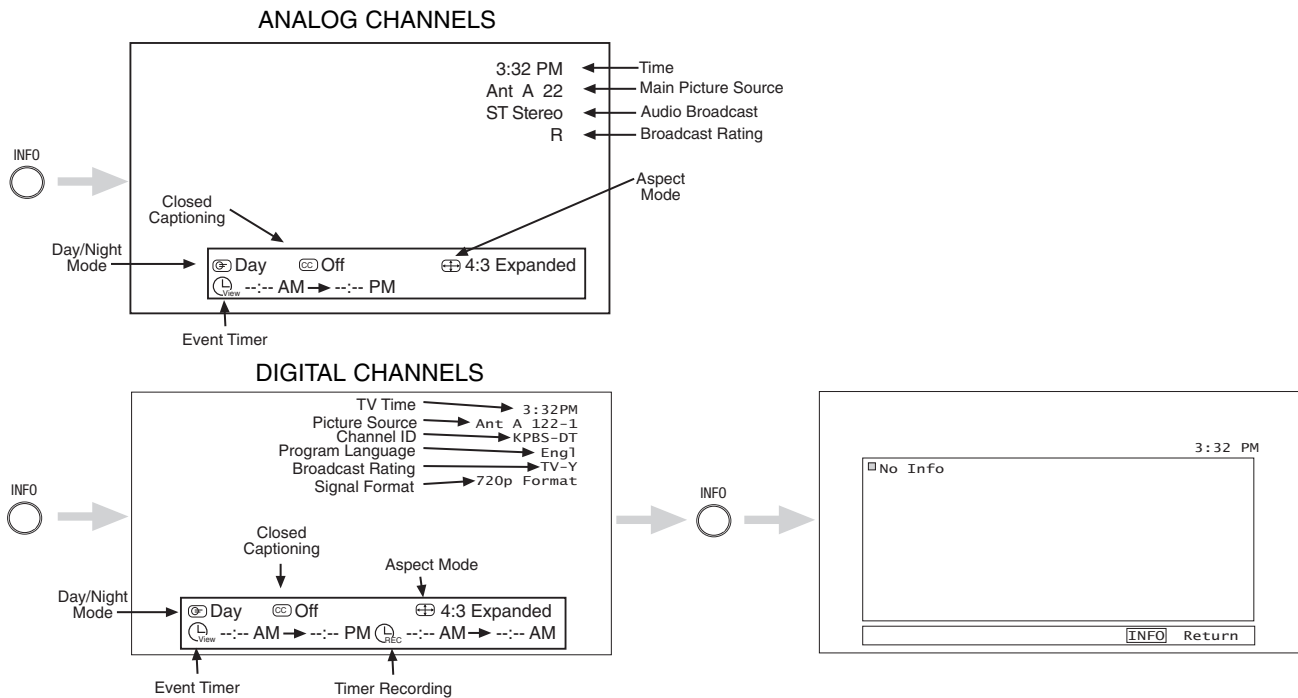 ANALOG CHANNELS
3:32 PM
Time
Ant A 22
Main Picture Source
ST Stereo
Audio Broadcast
R
Broadcast Rating
INFO
Aspect
Mode
Closed
Captioning
Day/Night
Mode
Day
CC Off
4:3 Expanded
View --:-- AM --:-- PM
Event Timer
DIGITAL CHANNELS
TV Time
3:32PM
Picture Source
Ant A 122-1
Channel ID
KPBS-DT
Program Language
Engl
Broadcast Rating
TV-Y
Signal Format
720p Format
INFO
INFO
3:32 PM
No Info
INFO Return
Closed
Captioning
Aspect Mode
Day/Night
Mode
Day
CC Off
4:3 Expanded
View --:-- AM --:-- PM REC --:-- AM --:-- AM
Event Timer
Timer Recording